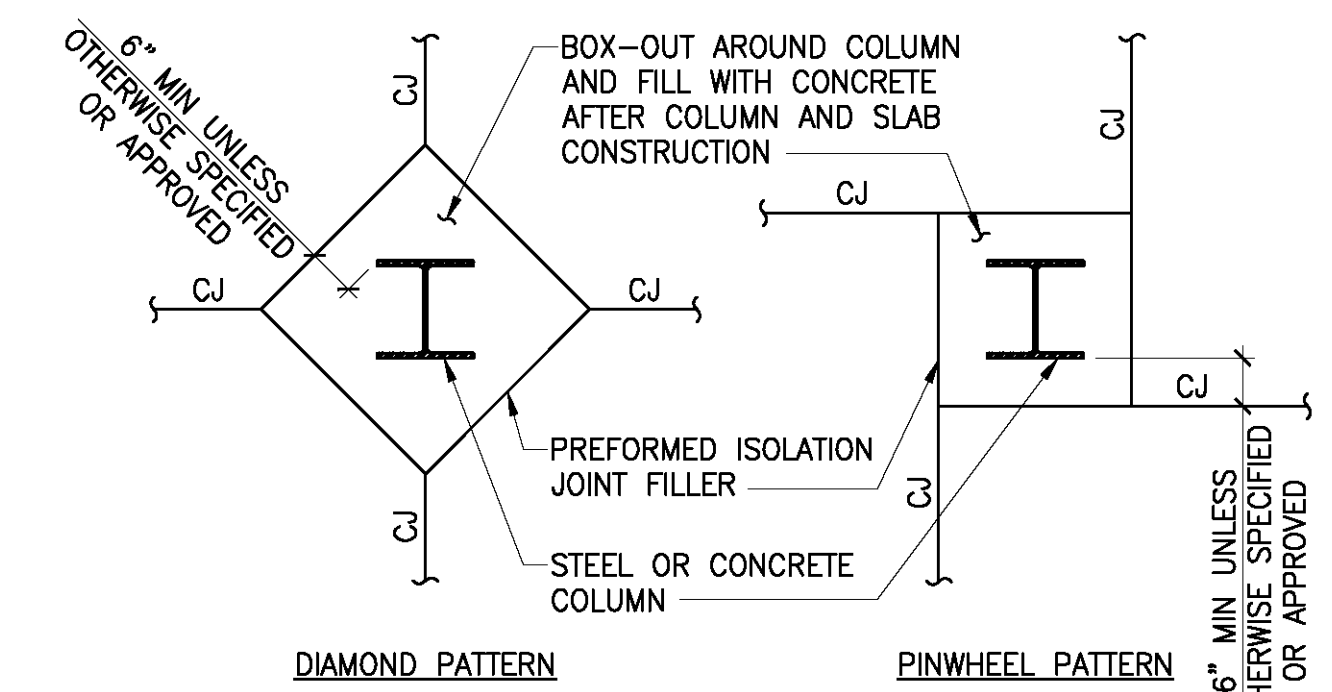 6" MIN UNLESS
OTHERWISE SPECIFIED
OR APPROVED
CJ
BOX-OUT AROUND COLUMN
AND FILL WITH CONCRETE
AFTER COLUMN AND SLAB
CONSTRUCTION
CJ
CJ
CJ
CJ
CJ
PREFORMED ISOLATION
JOINT FILLER
CJ
CJ
STEEL OR CONCRETE
COLUMN
6" MIN UNLESS
HERWISE SPECIFIED
OR APPROVED
DIAMOND PATTERN
PINWHEEL PATTERN